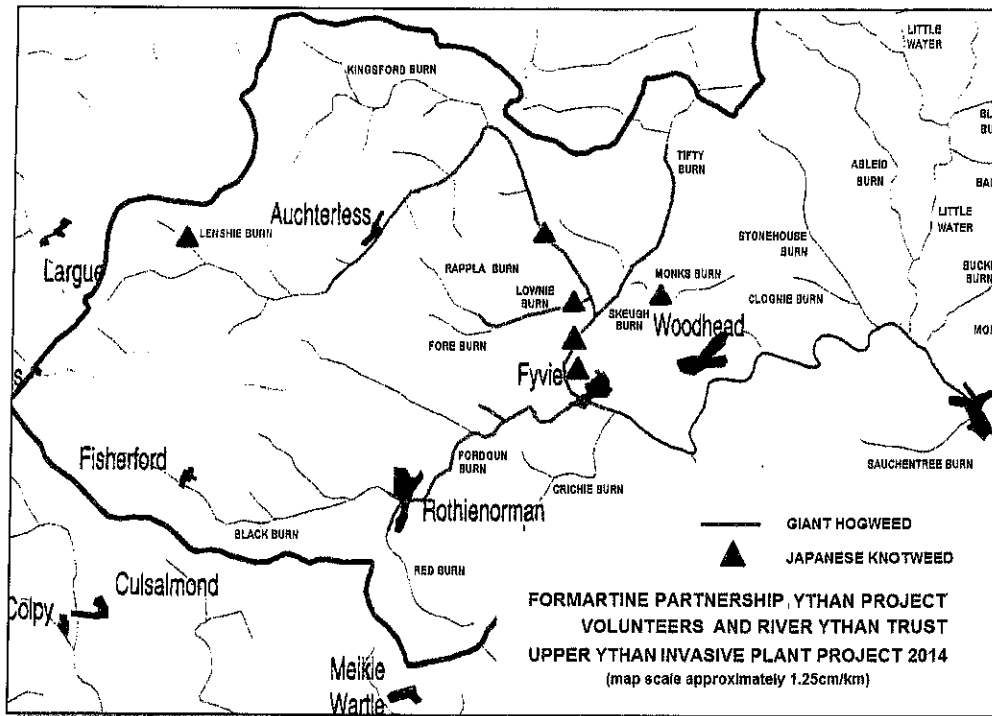 LITTLE
WATER
KINGSFORD BURN
TIFTY
BURN
ABLEID
BURN
Auchterless
LENSHIE BURN
LITTLE
WATER
STONEHOUSE
BURN
Largue
RAPPLA BURN
MONKS BURN
LOWNIE
BURN
SKEUGH
BURN
CLOGNIE BURN
BURN
Woodhead
FORE BURN
Fyvie
Fisherford
FORDOUN
BURN
SAUCHENTREE BURN
CRICHIE BURN
Rothienorman
BLACK BURN
GIANT HOGWEED
JAPANESE KNOTWEED
RED BURN
Culsalmond
Colpy
FORMARTINE PARTNERSHIP, YTHAN PROJECT
VOLUNTEERS AND RIVER YTHAN TRUST
UPPER YTHAN INVASIVE PLANT PROJECT 2014
(map scale approximately 1.25cm/km)
Meikle
Wartle